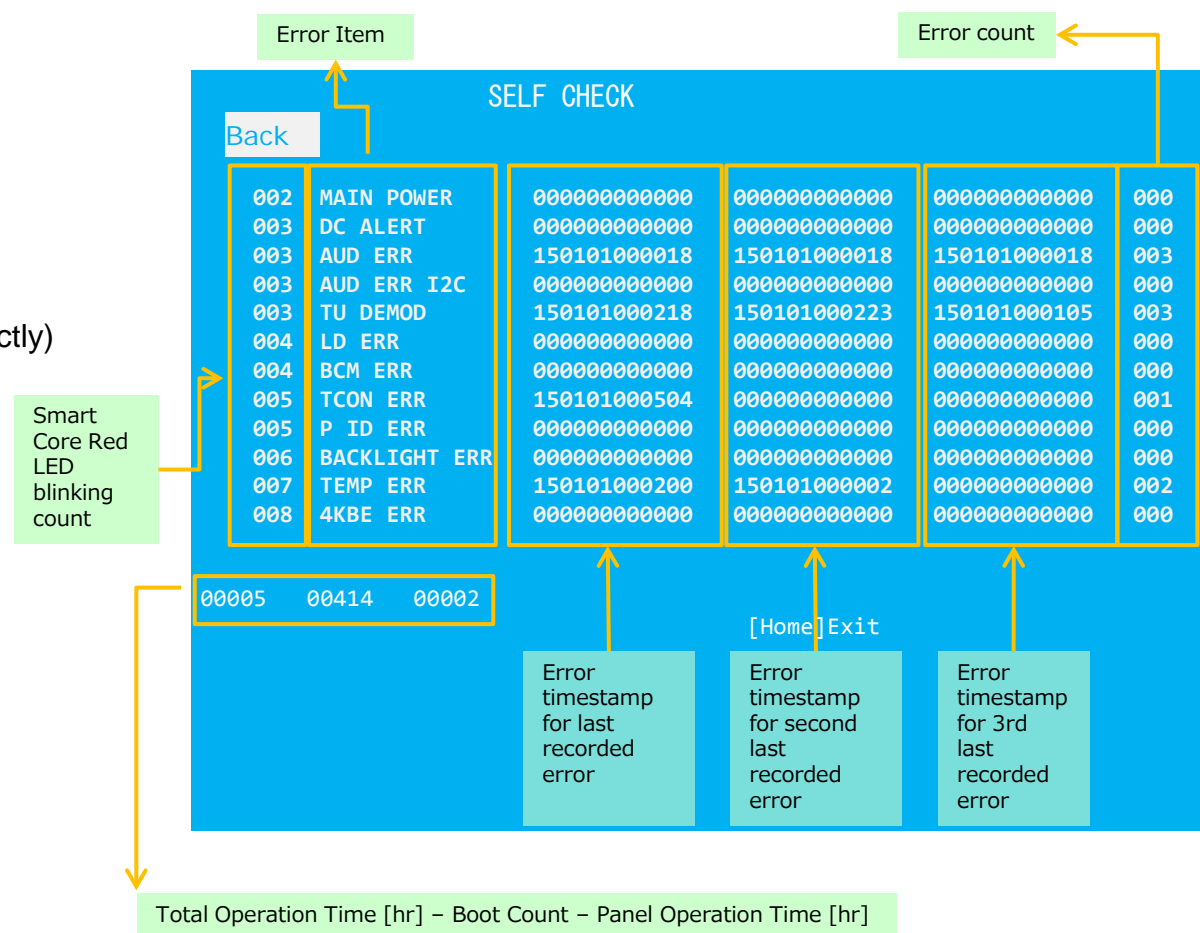 Error Item
Error count
SELF CHECK
Back
002 MAIN POWER 000000000000 000000000000 000000000000 000
003 DC ALERT 000000000000 000000000000 000000000000 000
003 AUD ERR 150101000018 150101000018 150101000018 003
003 AUD ERR I2C 000000000000 000000000000 000000000000 000
003 TU DEMOD 150101000218 150101000223 150101000105 003
004 LD ERR 000000000000 000000000000 000000000000 000
004 BCM ERR 000000000000 000000000000 000000000000 000
005 TCON ERR 150101000504 000000000000 000000000000 001
005 P ID ERR 000000000000 000000000000 000000000000 000
006 BACKLIGHT ERR 000000000000 000000000000 000000000000 000
007 TEMP ERR 150101000200 150101000002 000000000000 002
008 4KBE ERR 000000000000 000000000000 000000000000 000
ctly)
Smart
Core Red
LED
blinking
count
00005 00414 00002
[Home]Exit
Error
timestamp
for last
recorded
error
Error
timestamp
for second
last
recorded
error
Error
timestamp
for 3rd
last
recorded
error
Total Operation Time [hr] – Boot Count – Panel Operation Time [hr]